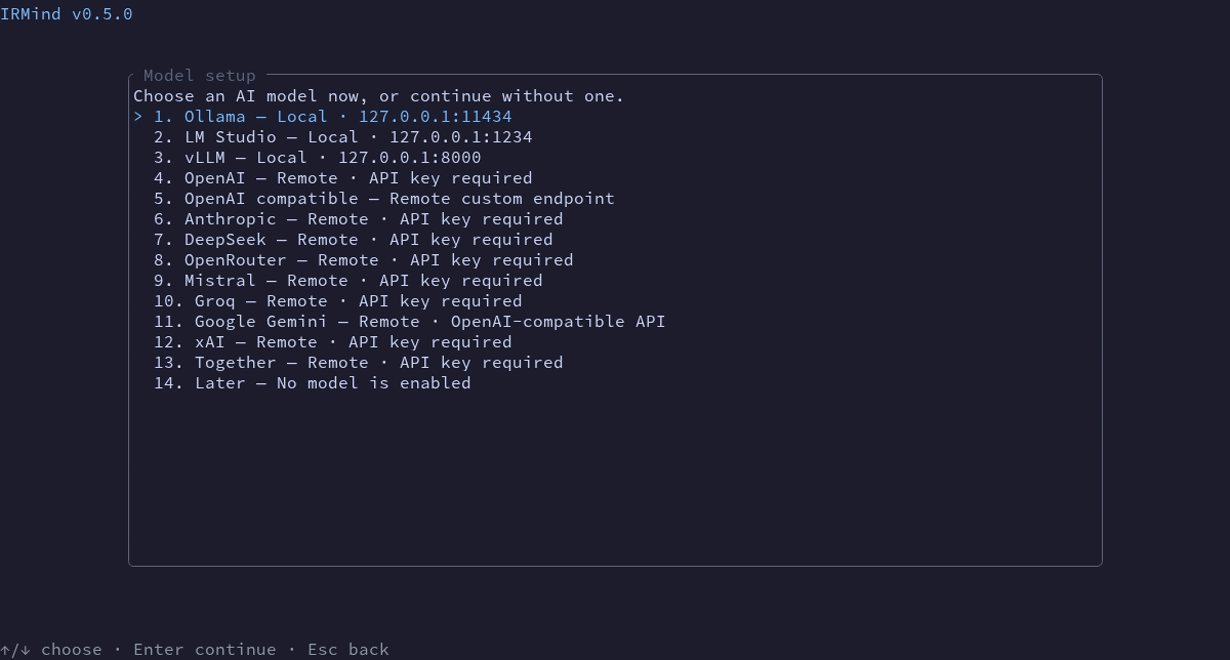 IRMind v0.5.0
Model setup
Choose an AI model now, or continue without one.
> 1. Ollama — Local · 127.0.0.1:11434
2. LM Studio — Local · 127.0.0.1:1234
3. vLLM — Local · 127.0.0.1:8000
4. OpenAI — Remote · API key required
5. OpenAI compatible — Remote custom endpoint
6. Anthropic — Remote · API key required
7. DeepSeek — Remote · API key required
8. OpenRouter — Remote · API key required
9. Mistral — Remote · API key required
10. Groq — Remote · API key required
11. Google Gemini — Remote · OpenAI-compatible API
12. xAI — Remote · API key required
13. Together — Remote · API key required
14. Later — No model is enabled
↑/↓ choose · Enter continue · Esc back